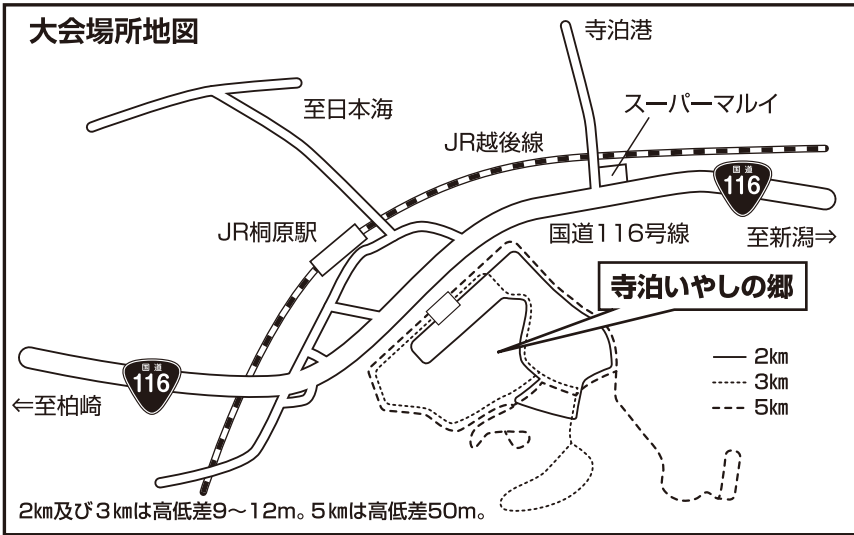 大会場所地図
寺泊港
至日本海
スーパーマルイ
JR越後線
国道
116
JR桐原駅
国道116号線
至新潟⇒
寺泊いやしの郷
国道
116
2㎞
3㎞
5㎞
⇐至柏崎
2㎞及び3㎞は高低差9〜12m。5㎞は高低差50m。